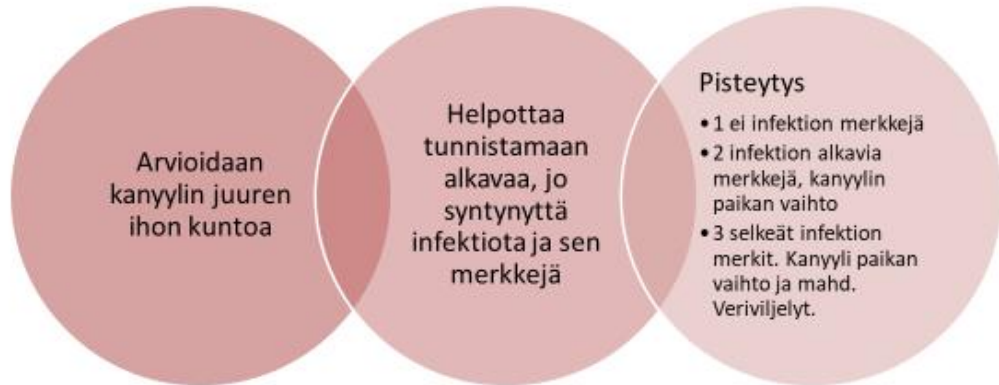 Arvioidaan
kanyylin juuren
ihon kuntoa
Helpottaa
tunnistamaan
alkavaa, jo
syntynyttä
infektiota ja sen
merkkejä
Pisteytys
• 1 ei infektion merkkejä
• 2 infektion alkavia
merkkejä, kanyylin
paikan vaihto
• 3 selkeät infektion
merkit. Kanyyli paikan
vaihto ja mahd.
Veriviljelyt.